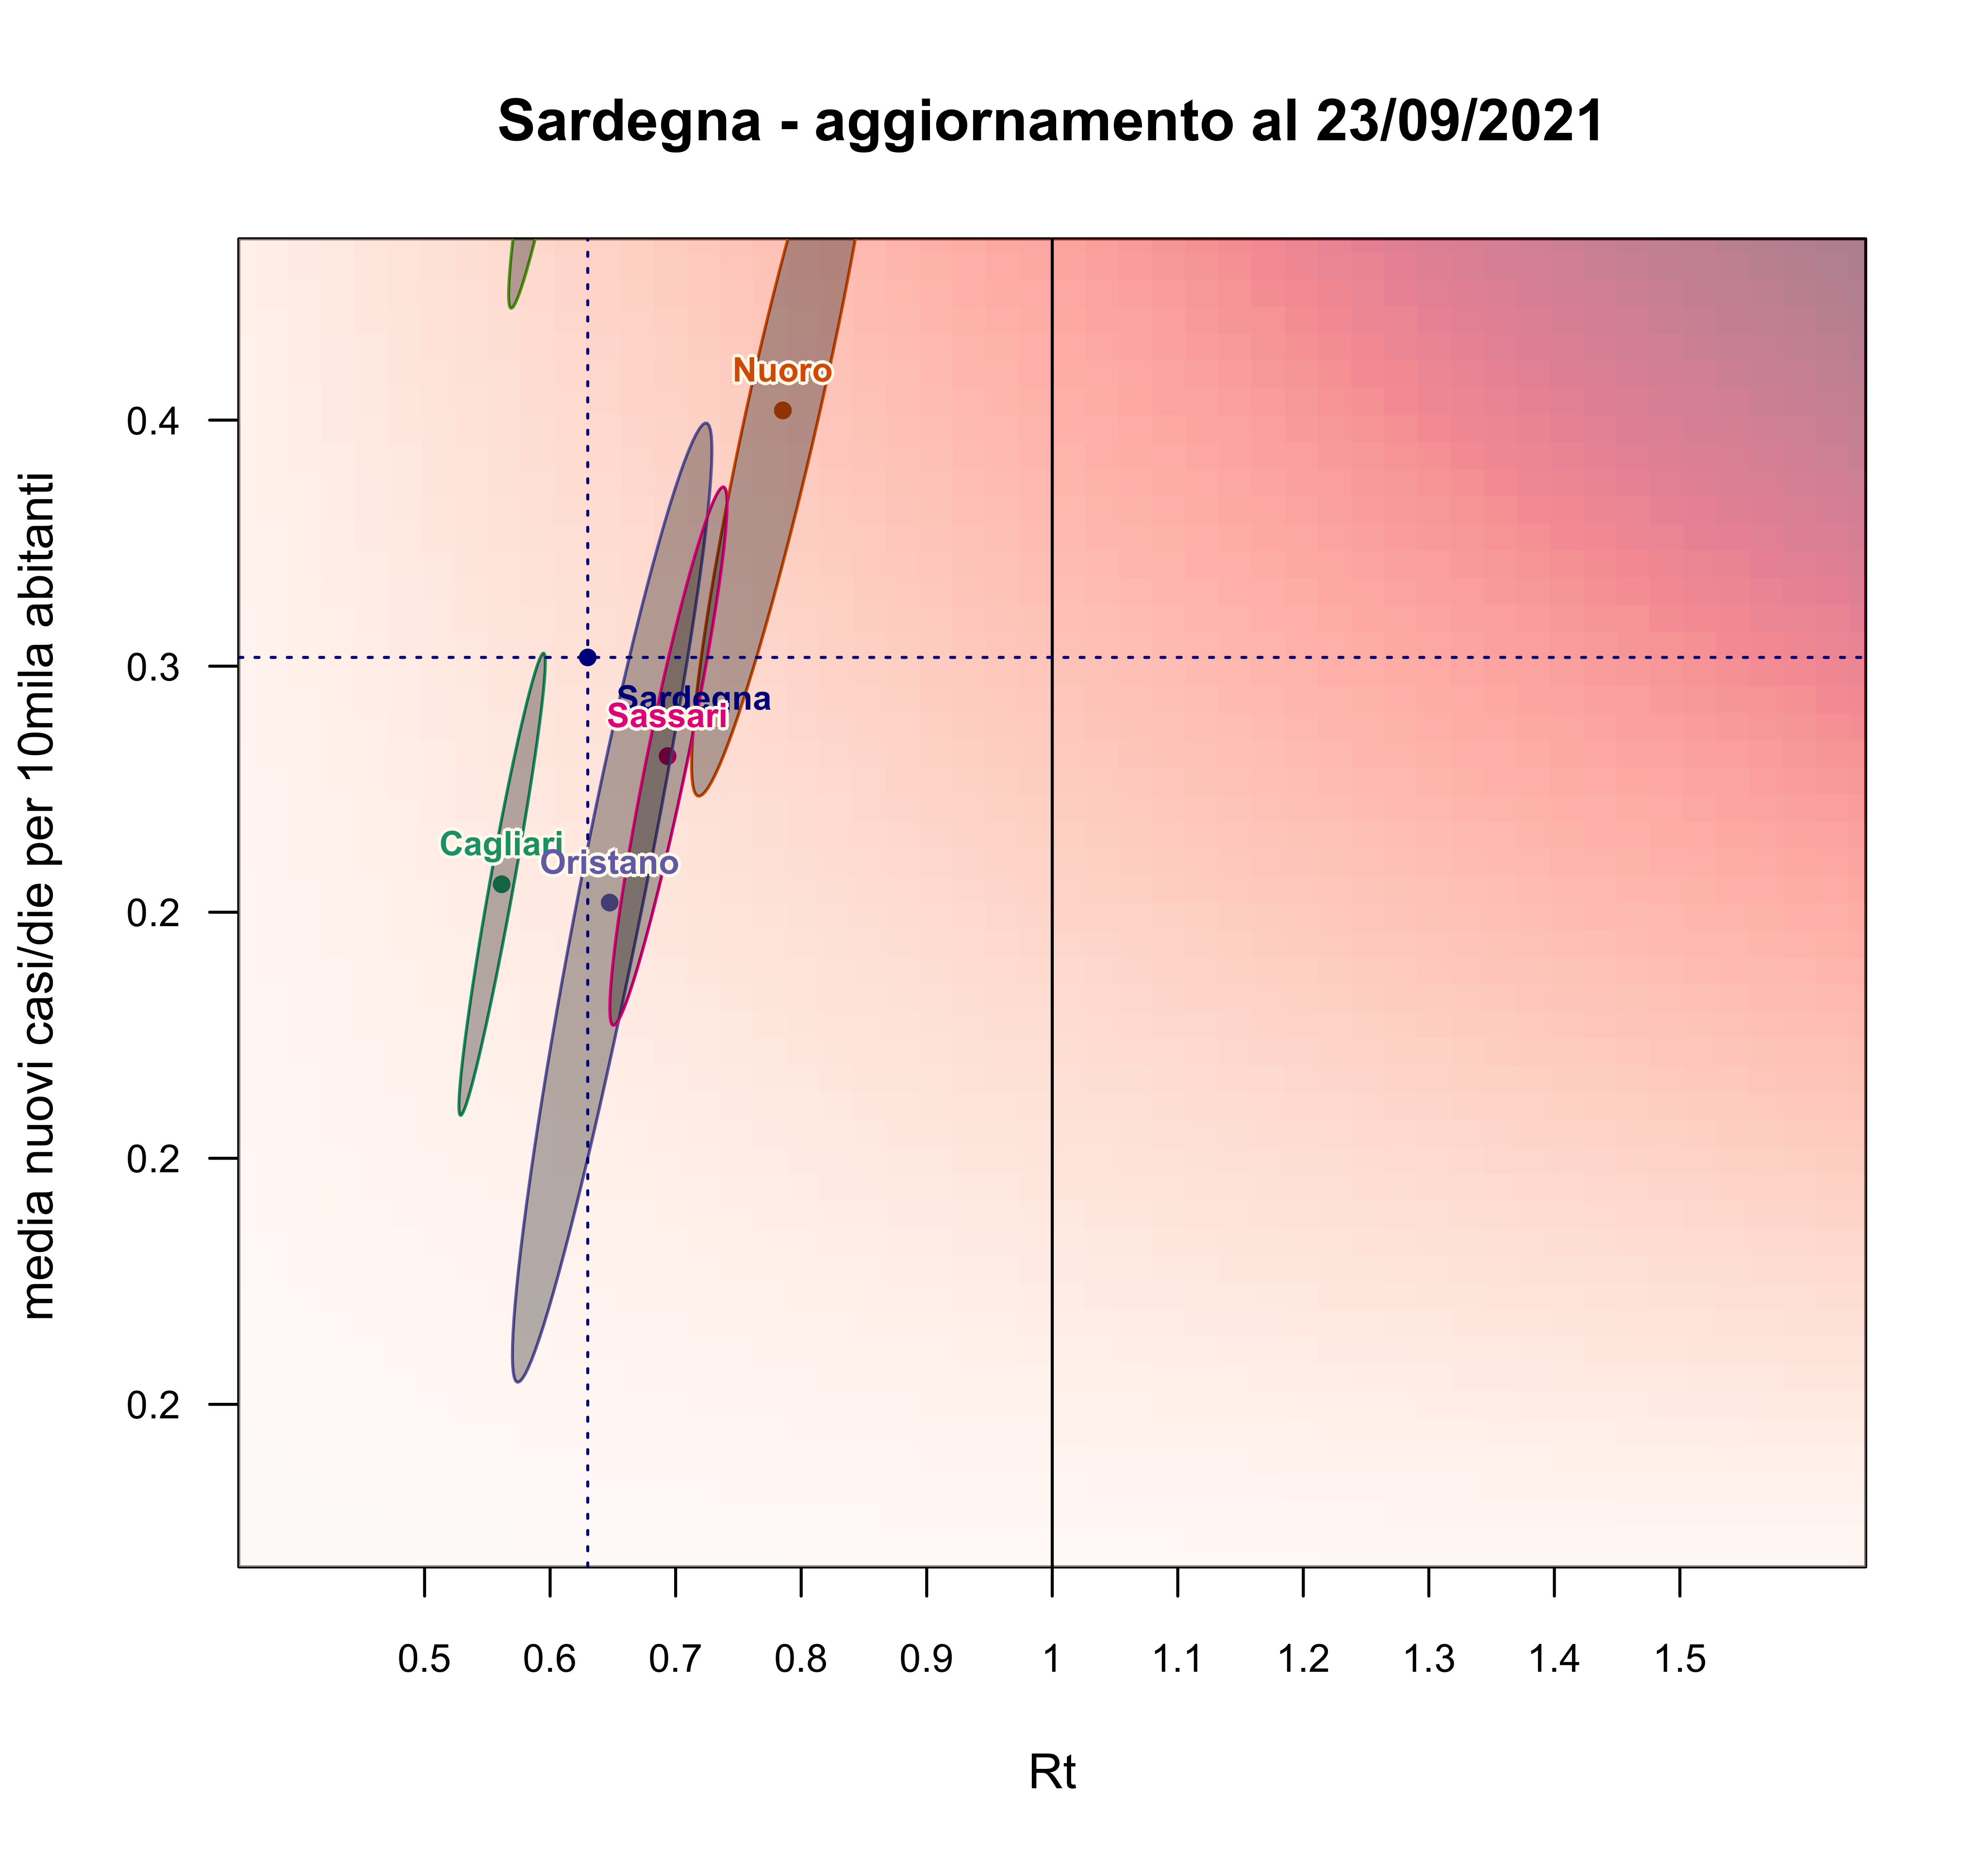 Sardegna - aggiornamento al 23/09/2021
media nuovi casi/die per 10mila abitanti
0.4
0.3
0.2
0.2
0.2
Nuoro
Sardegna
Sassari
Cagliari
Oristano
0.5 0.6 0.7 0.8 0.9 1 1.1 1.2 1.3 1.4 1.5
Rt